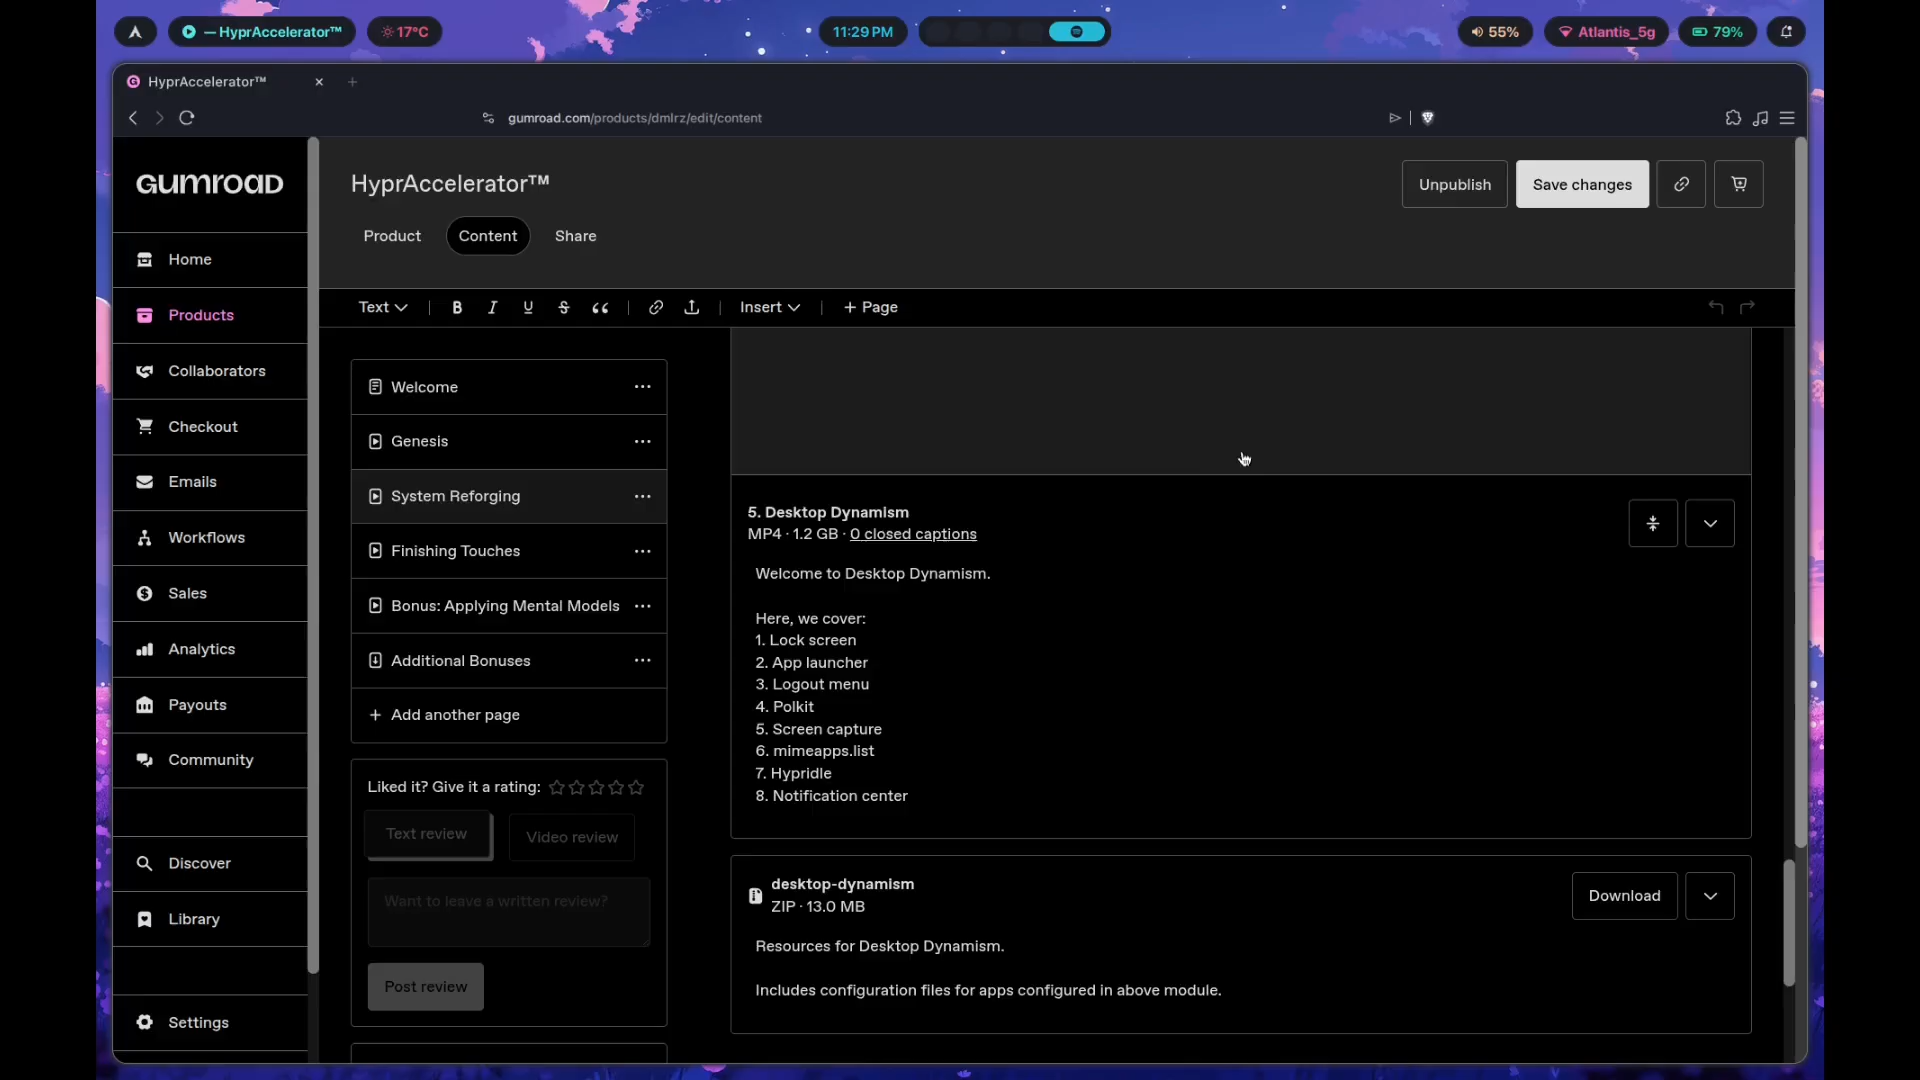 — HyprAccelerator™
17°C
11:29 PM
55%
Atlantis_5g
79%
HyprAccelerator™
gumroad.com/products/dmlrz/edit/content
GUMROAD
Home
Products
Collaborators
Checkout
Emails
Workflows
Sales
Analytics
Payouts
Community
Discover
Library
Settings
HyprAccelerator™
Unpublish
Save changes
Product
Content
Share
Text
B
I
U
S
Insert
+ Page
Welcome
Genesis
System Reforging
Finishing Touches
Bonus: Applying Mental Models
Additional Bonuses
+ Add another page
Liked it? Give it a rating:
Text review
Video review
Want to leave a written review?
Post review
5. Desktop Dynamism
MP4 · 1.2 GB · 0 closed captions
Welcome to Desktop Dynamism.
Here, we cover:
1. Lock screen
2. App launcher
3. Logout menu
4. Polkit
5. Screen capture
6. mimeapps.list
7. Hypridle
8. Notification center
desktop-dynamism
ZIP · 13.0 MB
Download
Resources for Desktop Dynamism.
Includes configuration files for apps configured in above module.